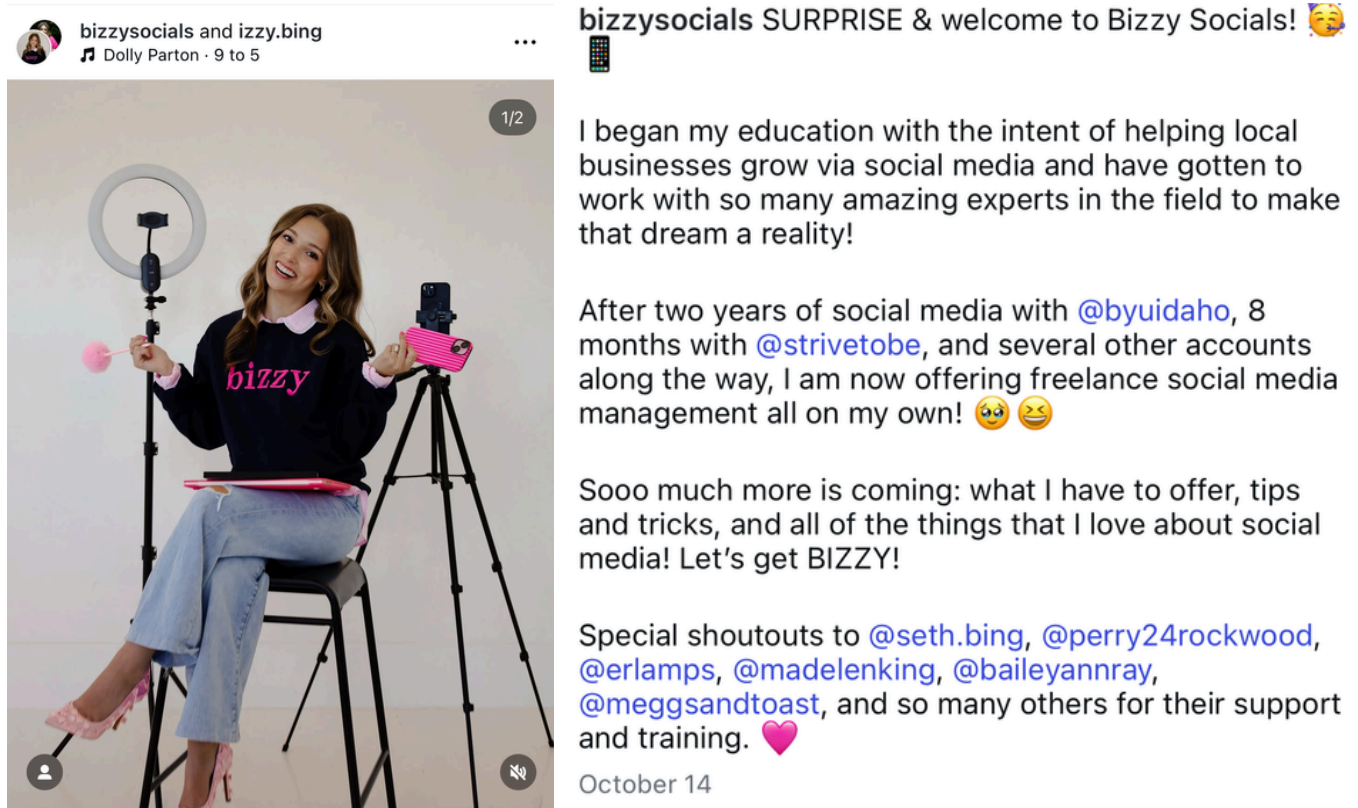 bizzysocials and izzy.bing
Dolly Parton · 9 to 5
1/2
bizzy
bizzysocials SURPRISE & welcome to Bizzy Socials! 🥳
📱
I began my education with the intent of helping local
businesses grow via social media and have gotten to
work with so many amazing experts in the field to make
that dream a reality!
After two years of social media with @byuidaho, 8
months with @strivetobe, and several other accounts
along the way, I am now offering freelance social media
management all on my own! 🥹😆
Sooo much more is coming: what I have to offer, tips
and tricks, and all of the things that I love about social
media! Let’s get BIZZY!
Special shoutouts to @seth.bing, @perry24rockwood,
@erlamps, @madelenking, @baileyannray,
@meggsandtoast, and so many others for their support
and training. 🩷
October 14